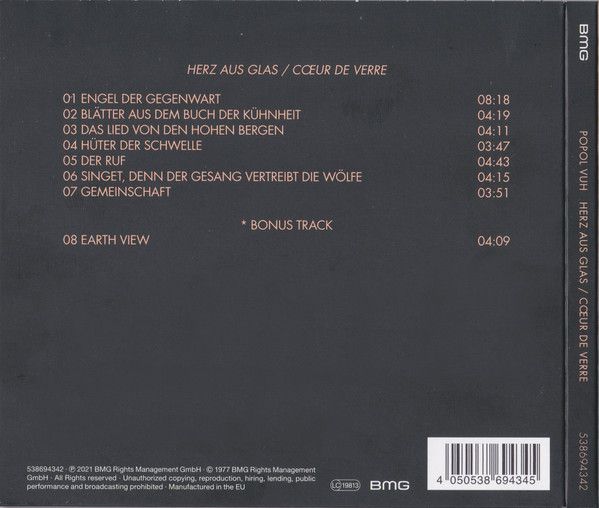 HERZ AUS GLAS / CŒUR DE VERRE
01 ENGEL DER GEGENWART 08:18
02 BLÄTTER AUS DEM BUCH DER KÜHNHEIT 04:19
03 DAS LIED VON DEN HOHEN BERGEN 04:11
04 HÜTER DER SCHWELLE 03:47
05 DER RUF 04:43
06 SINGET, DENN DER GESANG VERTREIBT DIE WÖLFE 04:15
07 GEMEINSCHAFT 03:51
* BONUS TRACK
08 EARTH VIEW 04:09
538694342 · ℗ 2021 BMG Rights Management GmbH · © 1977 BMG Rights Management
GmbH · All rights Reserved · Unauthorized copying, reproduction, hiring, lending, public
performance and broadcasting prohibited · Manufactured in the EU
LC 19813
BMG
4 050538 694345
BMG
POPOL VUH HERZ AUS GLAS / CŒUR DE VERRE
538694342